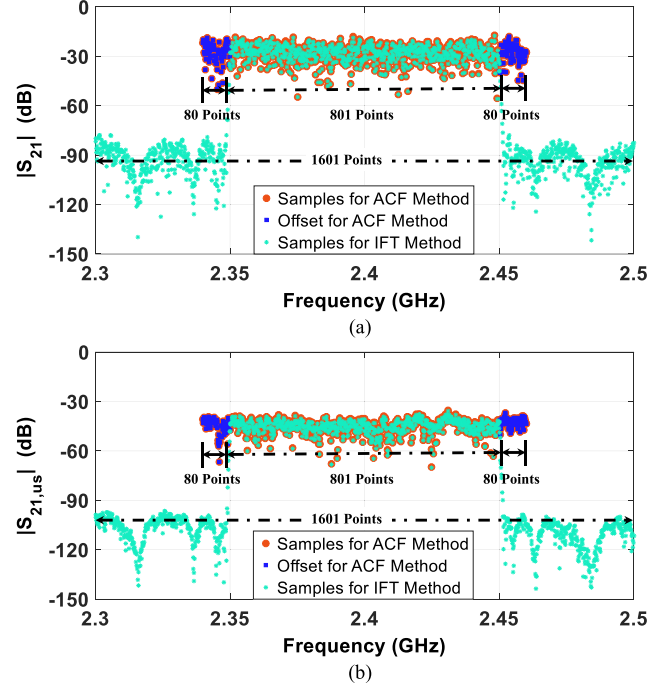 0
-30
-60
-90
-120
-150
|S21| (dB)
80 Points
801 Points
80 Points
1601 Points
Samples for ACF Method
Offset for ACF Method
Samples for IFT Method
2.3
2.35
2.4
2.45
2.5
Frequency (GHz)
(a)
0
-30
-60
-90
-120
-150
|S21,us| (dB)
80 Points
801 Points
80 Points
1601 Points
Samples for ACF Method
Offset for ACF Method
Samples for IFT Method
2.3
2.35
2.4
2.45
2.5
Frequency (GHz)
(b)